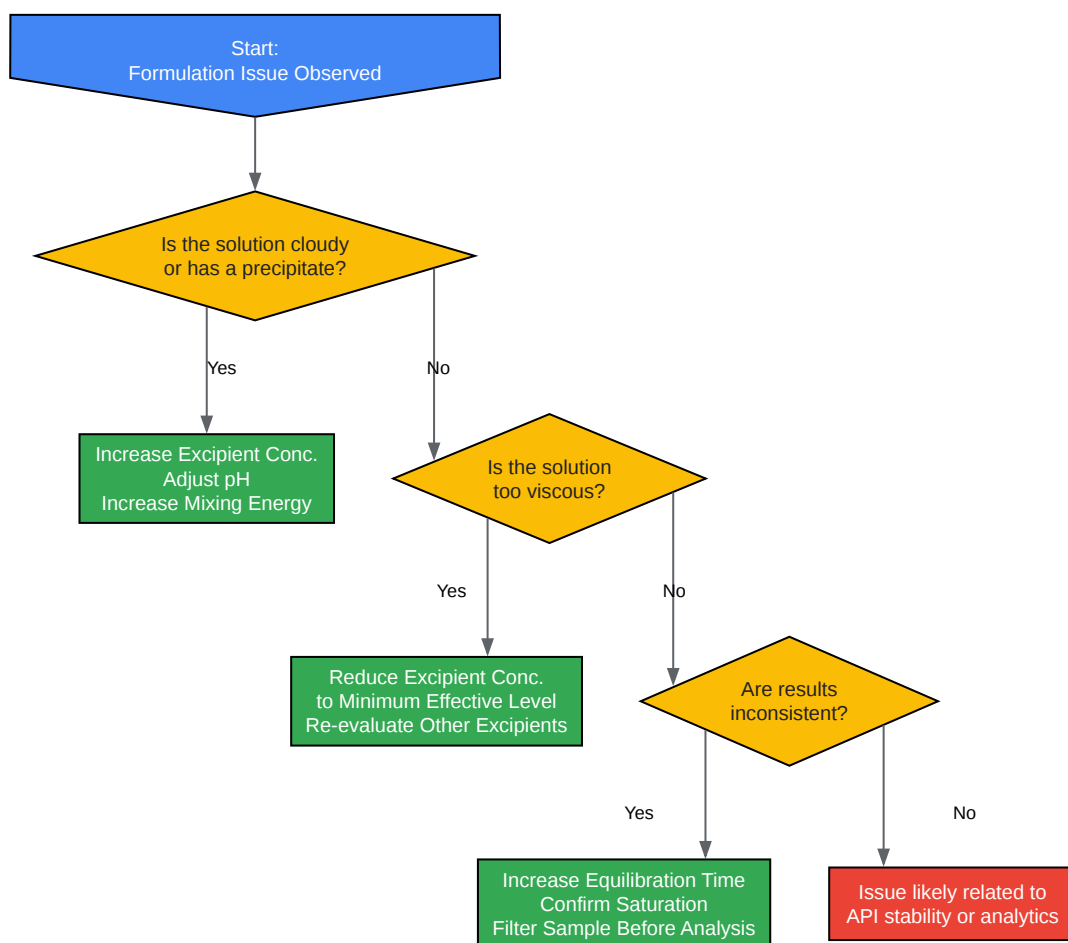 Start:
Formulation Issue Observed
Is the solution cloudy
or has a precipitate?
Yes
No
Increase Excipient Conc.
Adjust pH
Increase Mixing Energy
Is the solution
too viscous?
Yes
No
Reduce Excipient Conc.
to Minimum Effective Level
Re-evaluate Other Excipients
Are results
inconsistent?
Yes
No
Increase Equilibration Time
Confirm Saturation
Filter Sample Before Analysis
Issue likely related to
API stability or analytics